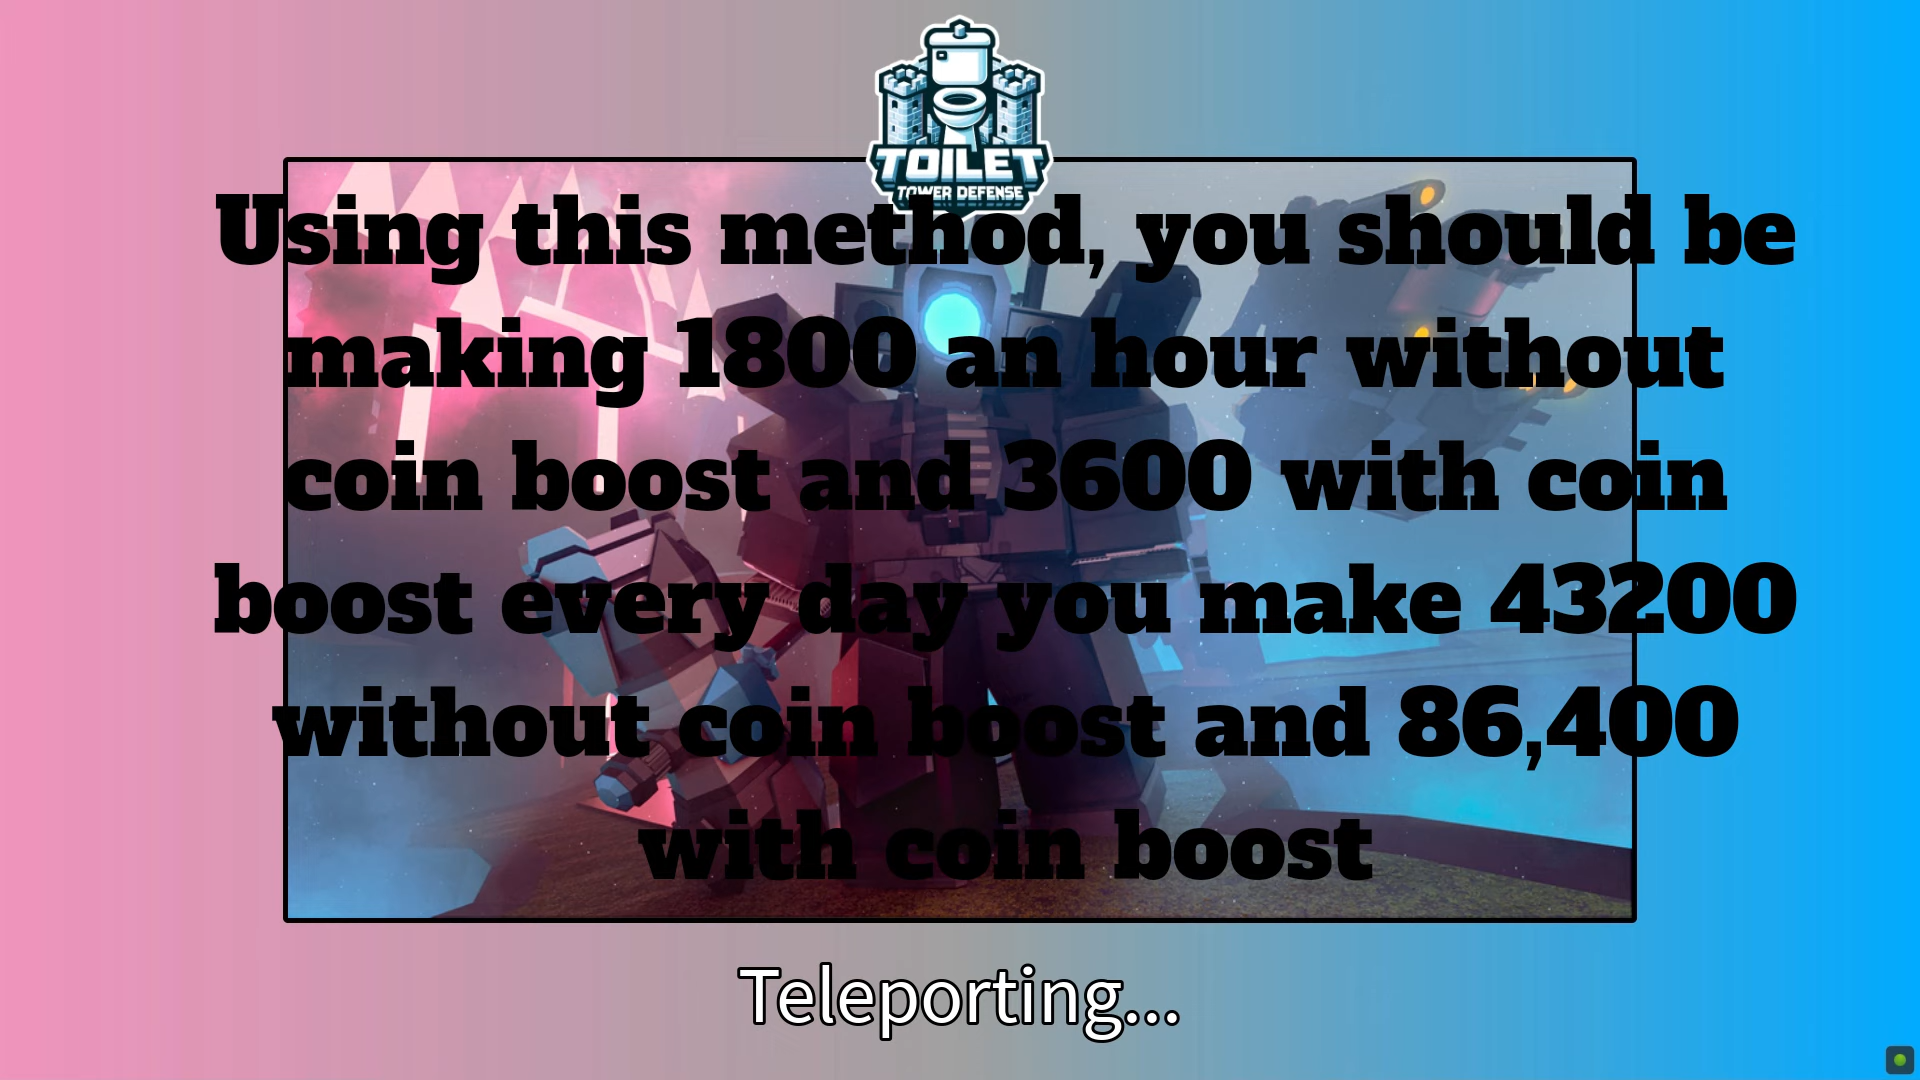 TOILET
TOWER DEFENSE
Using this method, you should be
making 1800 an hour without
coin boost and 3600 with coin
boost every day you make 43200
without coin boost and 86,400
with coin boost
Teleporting...